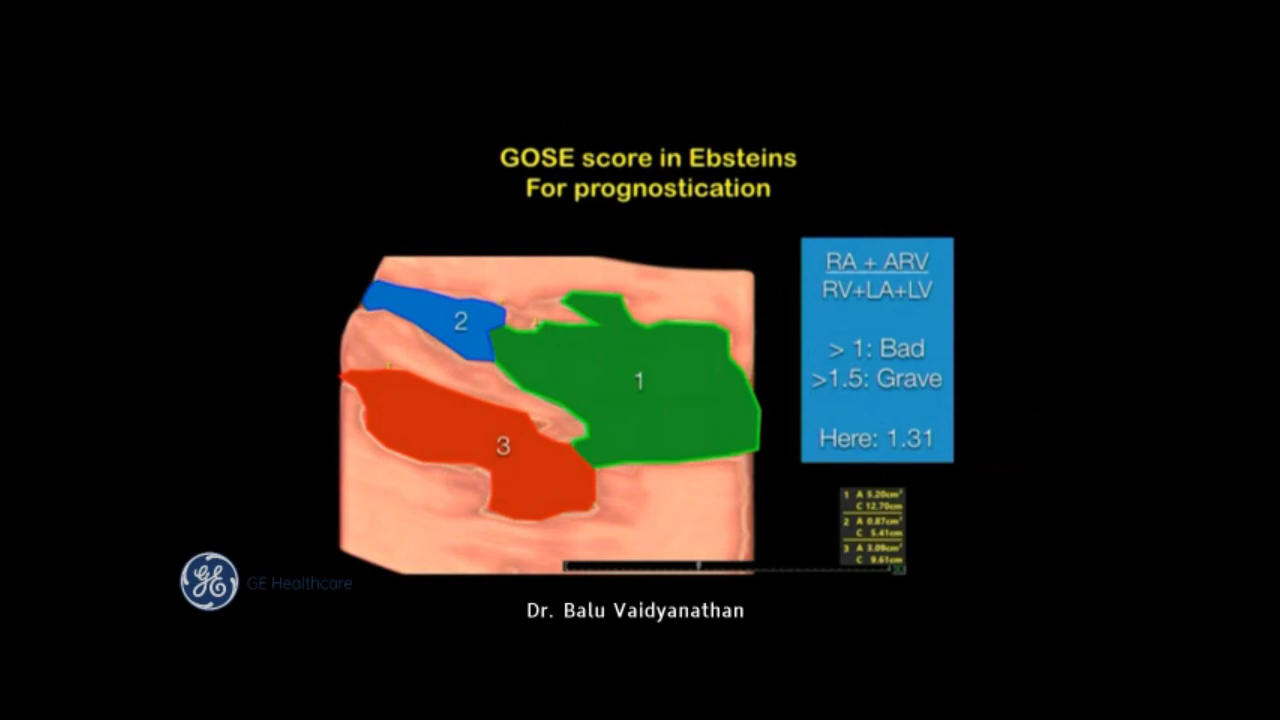 GOSE score in Ebsteins
For prognostication
RA + ARV
RV+LA+LV
> 1: Bad
>1.5: Grave
Here: 1.31
2
1
3
1 A 5.20cm²
C 12.70cm
2 A 0.87cm²
C 5.41cm
3 A 3.09cm²
C 9.61cm
GE Healthcare
Dr. Balu Vaidyanathan